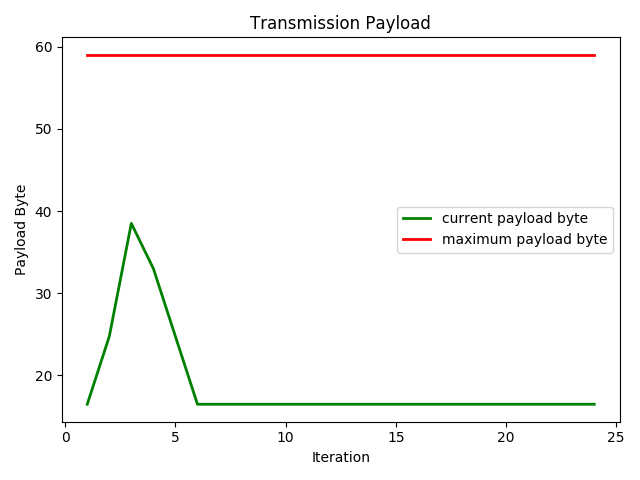 Transmission Payload
60
50
40
30
20
Payload Byte
current payload byte
maximum payload byte
0 5 10 15 20 25
Iteration